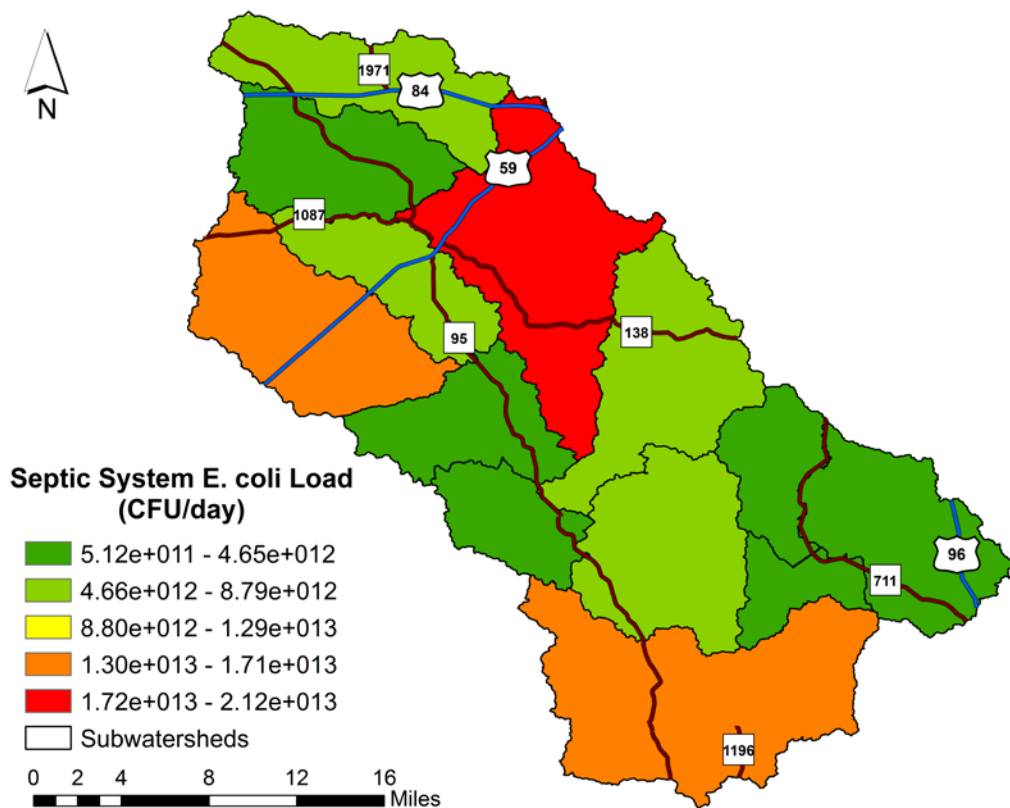 N
1971
84
59
1087
95
138
96
711
1196
Septic System E. coli Load
(CFU/day)
5.12e+011 - 4.65e+012
4.66e+012 - 8.79e+012
8.80e+012 - 1.29e+013
1.30e+013 - 1.71e+013
1.72e+013 - 2.12e+013
Subwatersheds
0 2 4 8 12 16
Miles